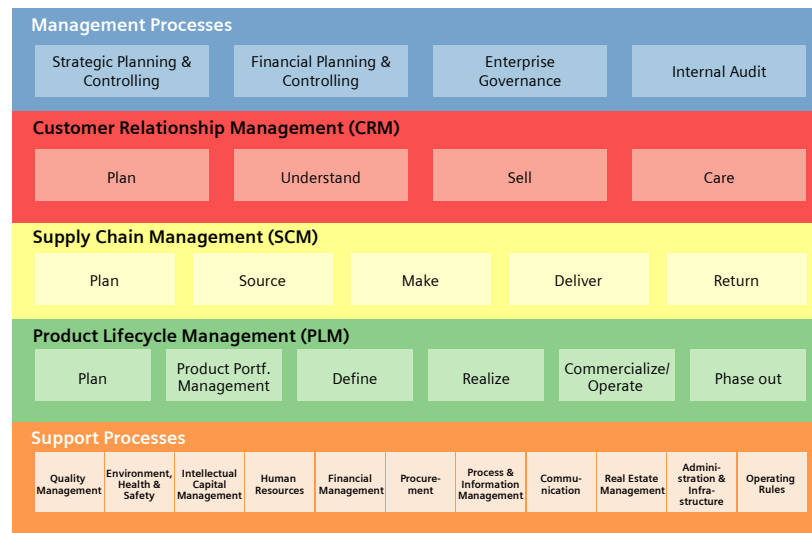 Management Processes
Strategic Planning &
Controlling
Financial Planning &
Controlling
Enterprise
Governance
Internal Audit
Customer Relationship Management (CRM)
Plan
Understand
Sell
Care
Supply Chain Management (SCM)
Plan
Source
Make
Deliver
Return
Product Lifecycle Management (PLM)
Plan
Product Portf.
Management
Define
Realize
Commercialize/
Operate
Phase out
Support Processes
Quality
Management
Environment,
Health &
Safety
Intellectual
Capital
Management
Human
Resources
Financial
Management
Procure-
ment
Process &
Information
Management
Commu-
nication
Real Estate
Management
Admini-
stration &
Infra-
structure
Operating
Rules